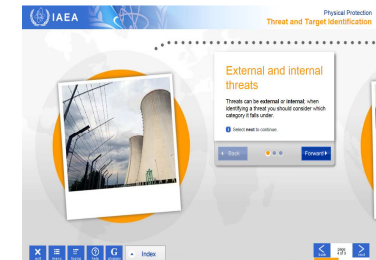 IAEA
Physical Protection
Threat and Target Identification
External and internal
threats
Threats can be external or internal; when
identifying a threat you should consider which
category it falls under.
Select next to continue.
Back
Forward
Index